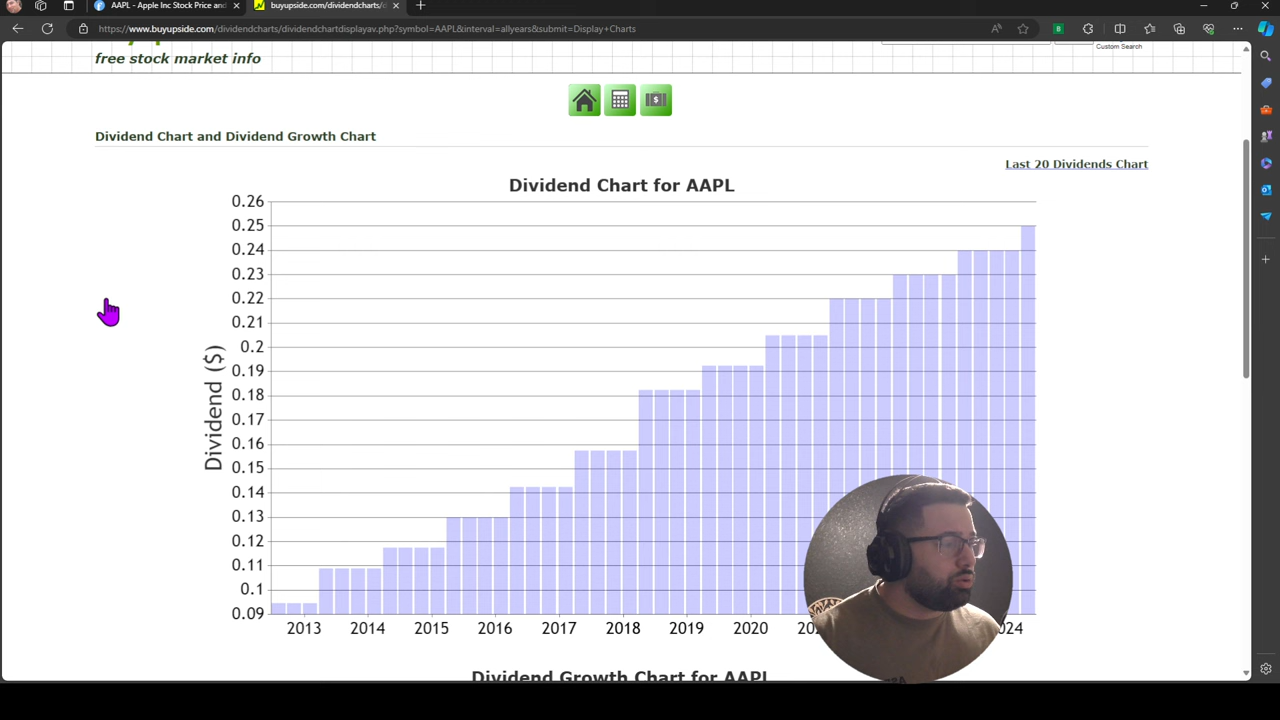 AAPL - Apple Inc Stock Price and
buyupside.com/dividendcharts/d
https://www.buyupside.com/dividendcharts/dividendchartdisplayav.php?symbol=AAPL&interval=allyears&submit=Display+Charts
Custom Search
free stock market info
Dividend Chart and Dividend Growth Chart
Last 20 Dividends Chart
Dividend Chart for AAPL
0.26
0.25
0.24
0.23
0.22
0.21
0.2
0.19
0.18
0.17
0.16
0.15
0.14
0.13
0.12
0.11
0.1
0.09
Dividend ($)
2013 2014 2015 2016 2017 2018 2019 2020
Dividend Growth Chart for AAPL